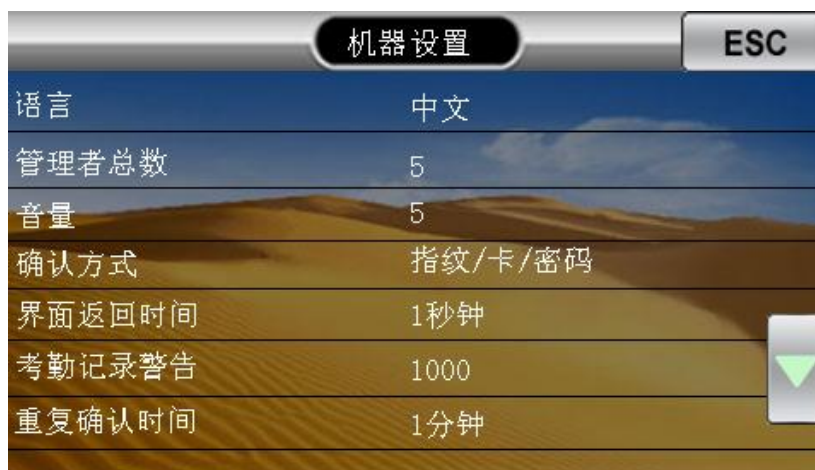 机器设置 ESC
语言 中文
管理者总数 5
音量 5
确认方式 指纹/卡/密码
界面返回时间 1秒钟
考勤记录警告 1000
重复确认时间 1分钟